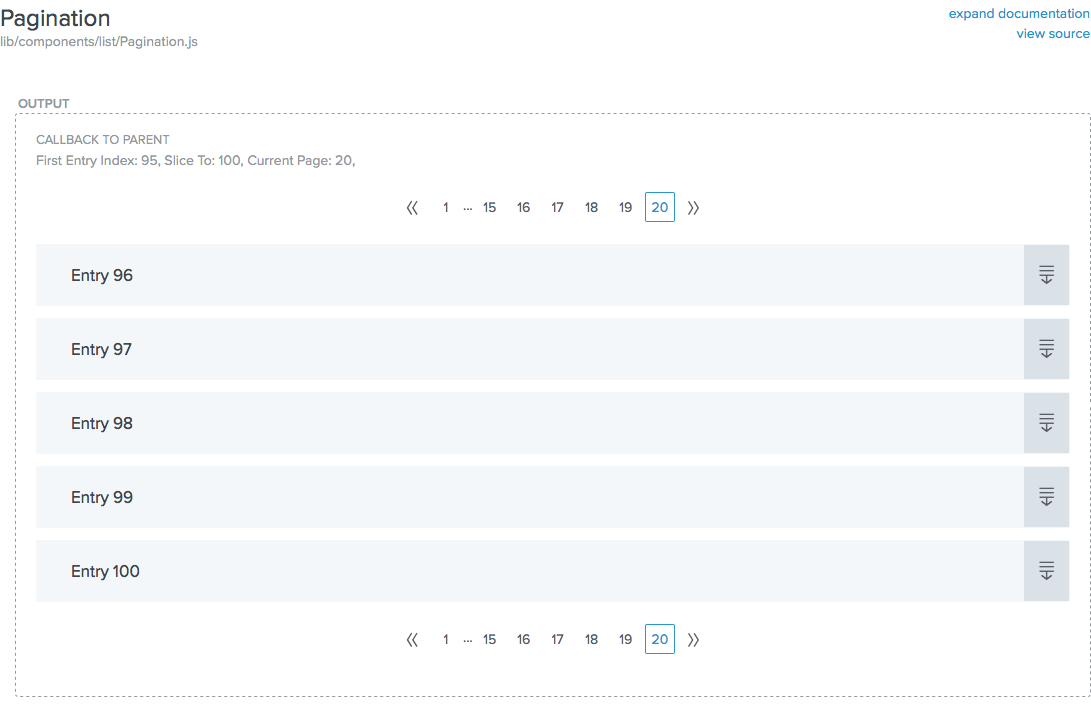 Pagination
expand documentation
lib/components/list/Pagination.js
view source
OUTPUT
CALLBACK TO PARENT
First Entry Index: 95, Slice To: 100, Current Page: 20,
« 1 ... 15 16 17 18 19 20 »
Entry 96
Entry 97
Entry 98
Entry 99
Entry 100
« 1 ... 15 16 17 18 19 20 »